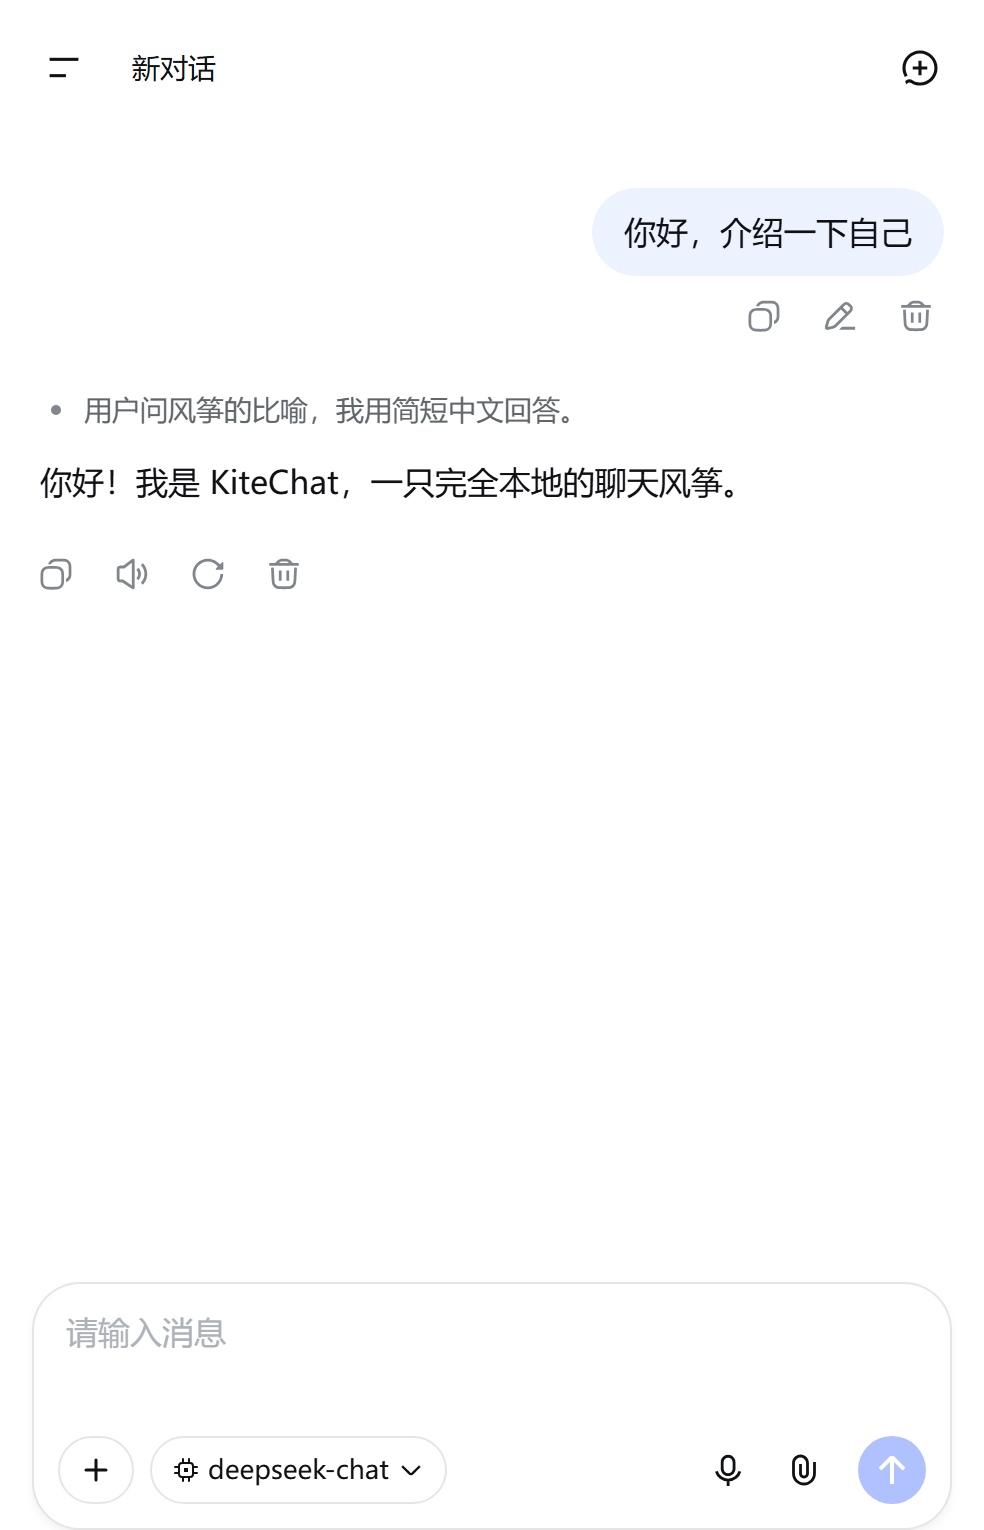 新对话
你好，介绍一下自己
用户问风筝的比喻，我用简短中文回答。
你好！我是 KiteChat，一只完全本地的聊天风筝。
请输入消息
deepseek-chat